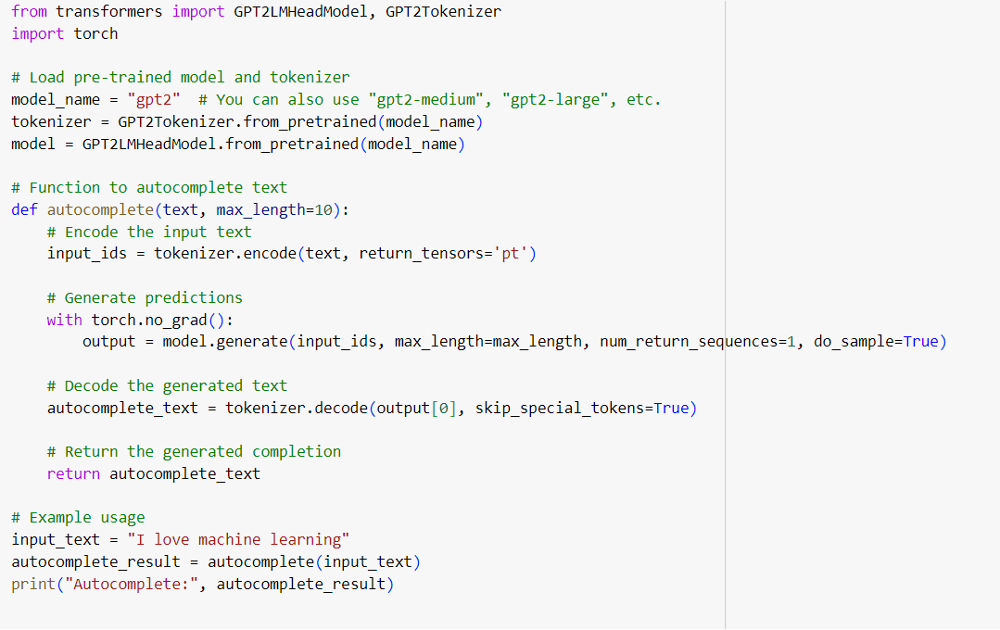 from transformers import GPT2LMHeadModel, GPT2Tokenizer
import torch

# Load pre-trained model and tokenizer
model_name = "gpt2"  # You can also use "gpt2-medium", "gpt2-large", etc.
tokenizer = GPT2Tokenizer.from_pretrained(model_name)
model = GPT2LMHeadModel.from_pretrained(model_name)

# Function to autocomplete text
def autocomplete(text, max_length=10):
    # Encode the input text
    input_ids = tokenizer.encode(text, return_tensors='pt')

    # Generate predictions
    with torch.no_grad():
        output = model.generate(input_ids, max_length=max_length, num_return_sequences=1, do_sample=True)

    # Decode the generated text
    autocomplete_text = tokenizer.decode(output[0], skip_special_tokens=True)

    # Return the generated completion
    return autocomplete_text

# Example usage
input_text = "I love machine learning"
autocomplete_result = autocomplete(input_text)
print("Autocomplete:", autocomplete_result)